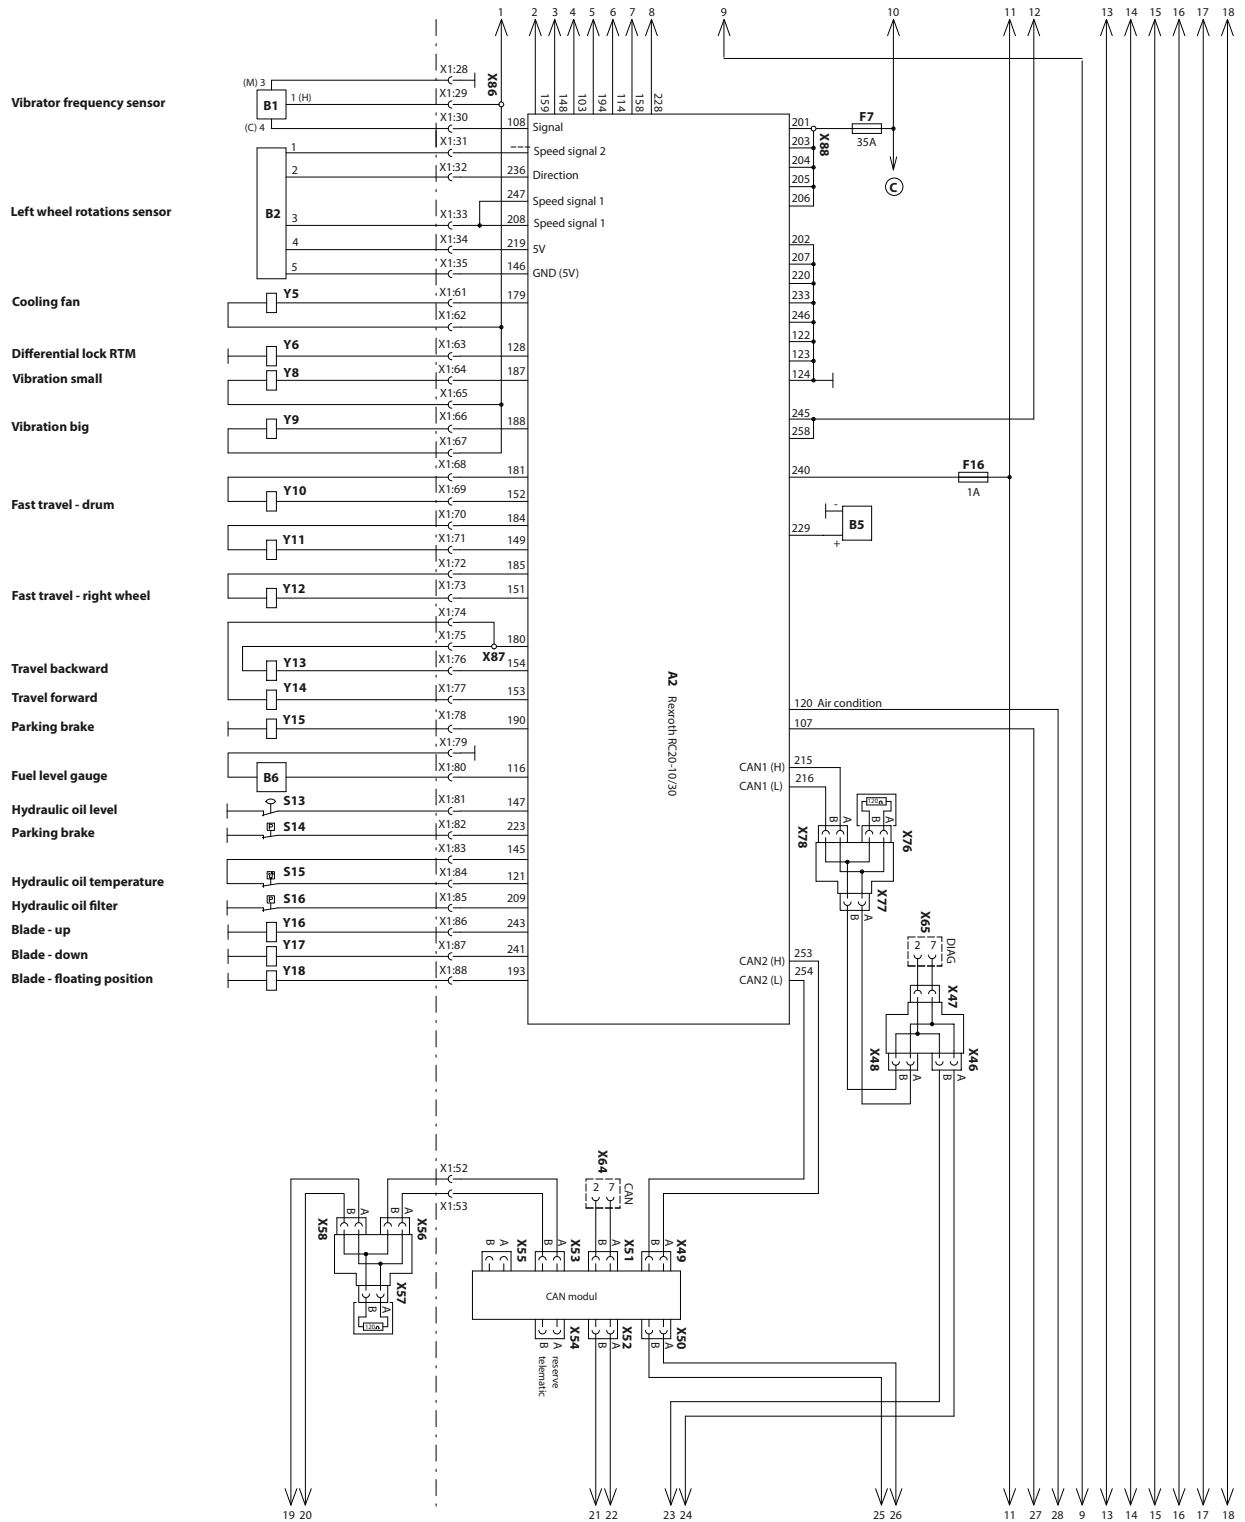 1 2 3 4 5 6 7 8 9 10 11 12 13 14 15 16 17 18
159 148 103 194 114 158 228
X86
Vibrator frequency sensor
(M) 3
B1
1 (H)
(C) 4
X1:28
X1:29
X1:30
108 Signal
Left wheel rotations sensor
B2
1 X1:31 --- Speed signal 2
2 X1:32 236 Direction
247 Speed signal 1
3 X1:33 208 Speed signal 1
4 X1:34 219 5V
5 X1:35 146 GND (5V)
Cooling fan Y5 X1:61 179
X1:62
Differential lock RTM Y6 X1:63 128
Vibration small Y8 X1:64 187
X1:65
Vibration big Y9 X1:66 188
X1:67
X1:68 181
Fast travel - drum Y10 X1:69 152
X1:70 184
Y11 X1:71 149
X1:72 185
Fast travel - right wheel Y12 X1:73 151
X1:74
X1:75 180
X87
Travel backward Y13 X1:76 154
Travel forward Y14 X1:77 153
Parking brake Y15 X1:78 190
X1:79
Fuel level gauge B6 X1:80 116
Hydraulic oil level S13 X1:81 147
Parking brake P S14 X1:82 223
X1:83 145
Hydraulic oil temperature S15 X1:84 121
Hydraulic oil filter P S16 X1:85 209
Blade - up Y16 X1:86 243
Blade - down Y17 X1:87 241
Blade - floating position Y18 X1:88 193
A2 Rexroth RC20-10/30
201
203
204
205
206
X88
F7
35A
C
202
207
220
233
246
122
123
124
245
258
240
F16
1A
229
-
+
B5
120 Air condition
107
CAN1 (H) 215
CAN1 (L) 216
120Ω
B A B A
X78 X76
X77
B A
X65
2 7
DIAG
CAN2 (H) 253
CAN2 (L) 254
X47
X48 X46
B A B A
X1:52
X1:53
X64
2 7
CAN
B A B A
X58 X56
X57
B A
120Ω
B A B A B A B A
X55 X53 X51 X49
CAN modul
X54 X52 X50
B A B A B A
telematic
reserve
19 20 21 22 23 24 25 26 11 27 28 9 13 14 15 16 17 18